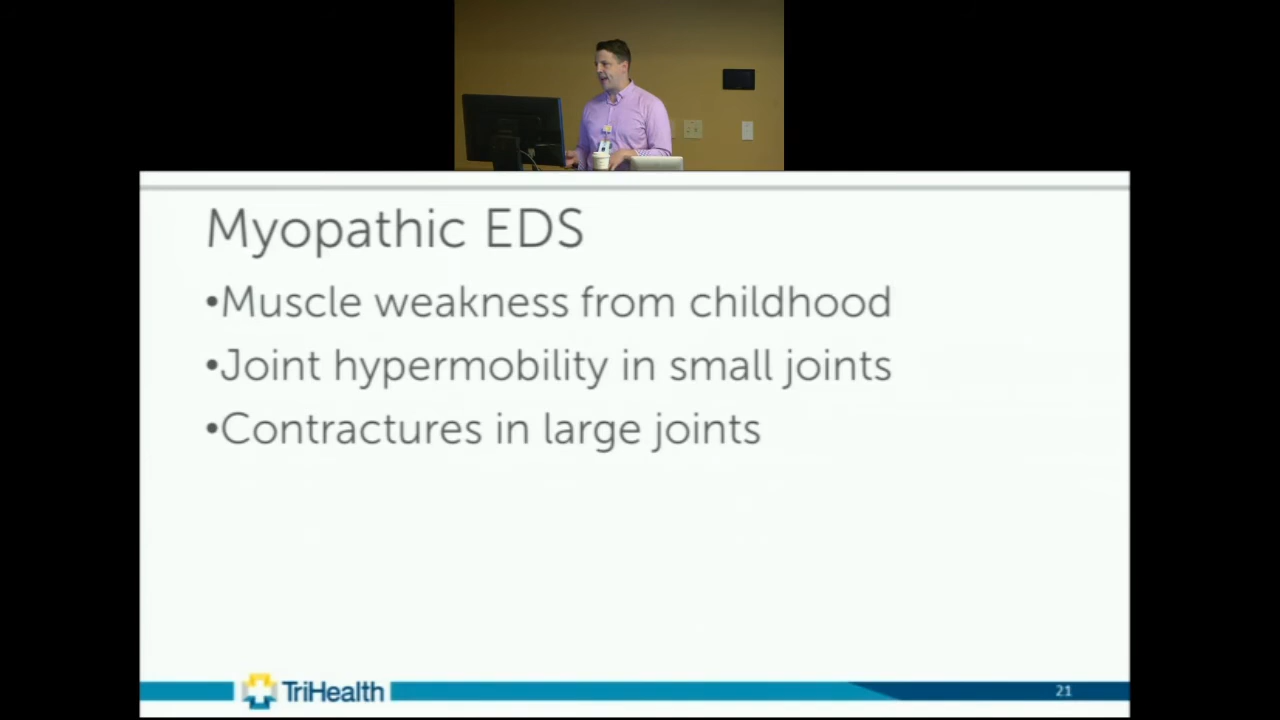 Myopathic EDS
•Muscle weakness from childhood
•Joint hypermobility in small joints
•Contractures in large joints
TriHealth
21